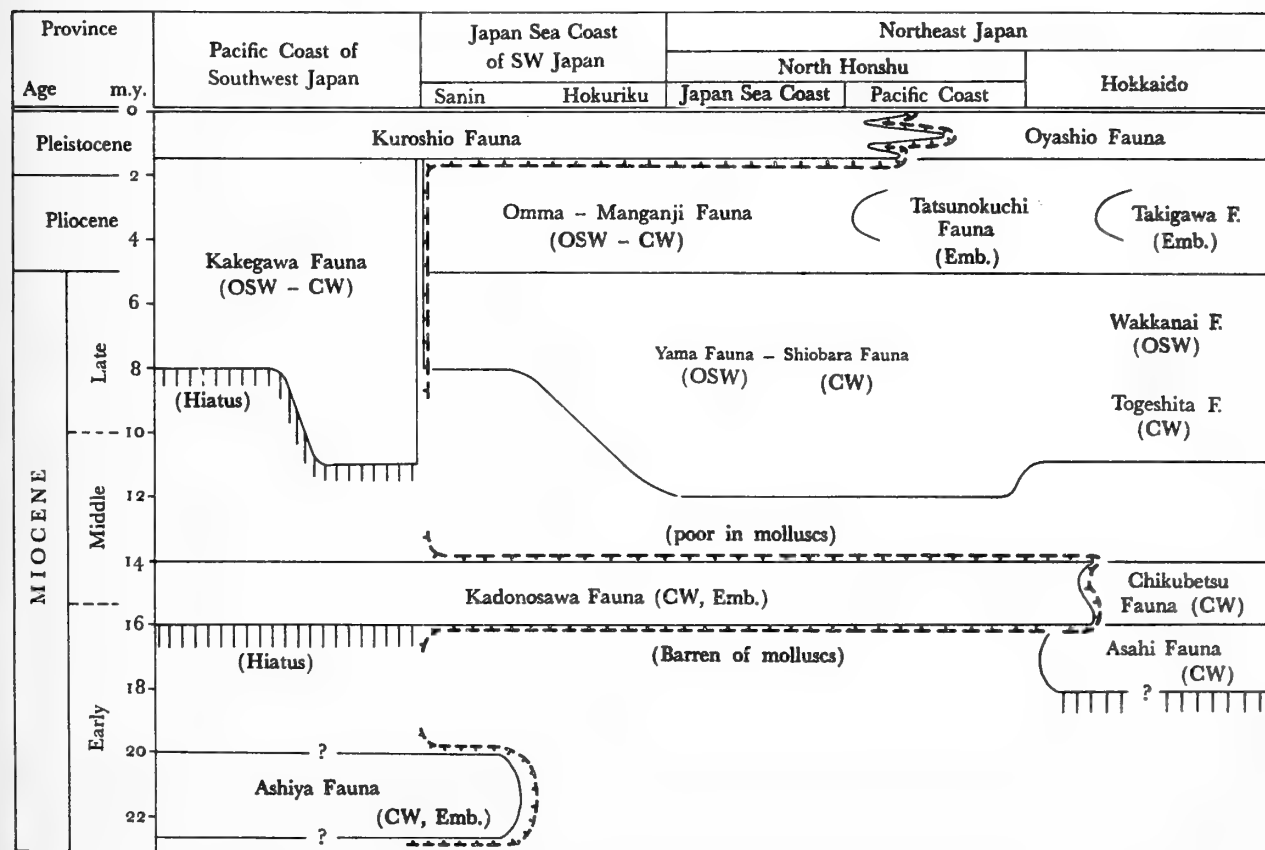 Province
Pacific Coast of
Southwest Japan
Japan Sea Coast
of SW Japan
Northeast Japan
North Honshu
Hokkaido
Age m.y.
Sanin Hokuriku
Japan Sea Coast
Pacific Coast
0
Pleistocene
Kuroshio Fauna
Oyashio Fauna
2
Pliocene
4
Omma – Manganji Fauna
(OSW – CW)
Tatsunokuchi
Fauna
(Emb.)
Takigawa F.
(Emb.)
Kakegawa Fauna
(OSW – CW)
MIOCENE
Late
6
8
(Hiatus)
10
Yama Fauna – Shiobara Fauna
(OSW) (CW)
Wakkanai F.
(OSW)
Togeshita F.
(CW)
Middle
12
(poor in molluscs)
14
Kadonosawa Fauna (CW, Emb.)
Chikubetsu
Fauna (CW)
16
(Hiatus)
(Barren of molluscs)
Asahi Fauna
(CW)
?
Early
18
20
?
Ashiya Fauna
(CW, Emb.)
22
?